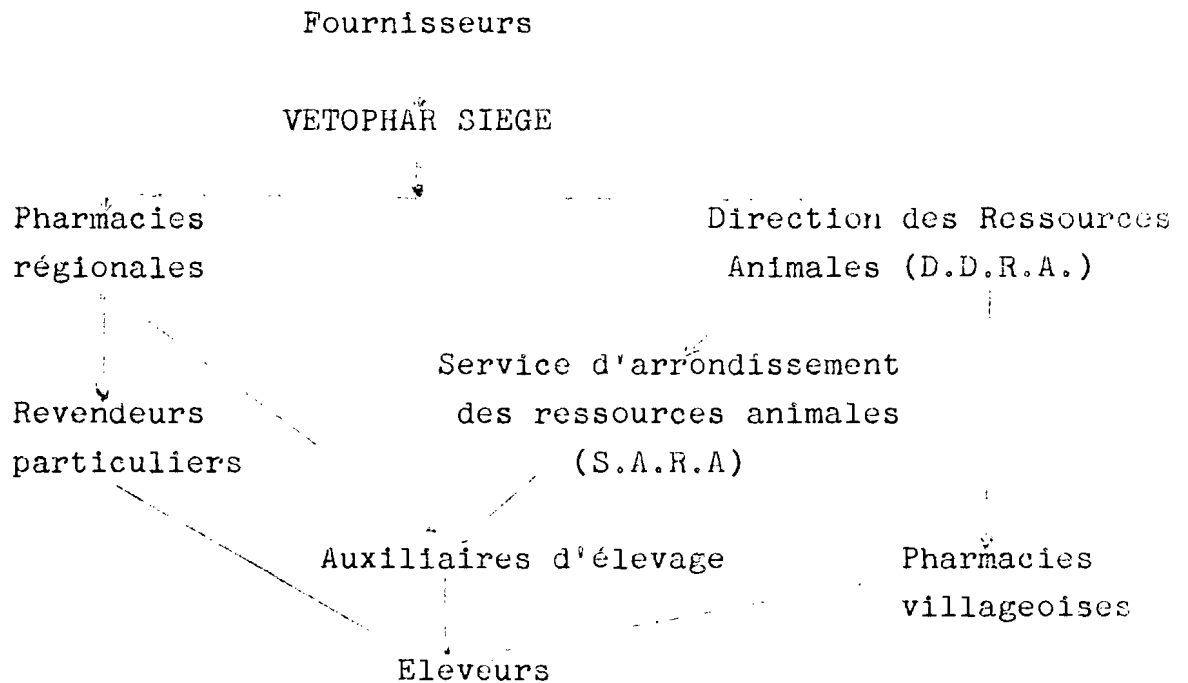 Fournisseurs
VETOPHAR SIEGE
Pharmacies
régionales
Direction des Ressources
Animales (D.D.R.A.)
Service d'arrondissement
des ressources animales
(S.A.R.A)
Revendeurs
particuliers
Auxiliaires d'élevage
Pharmacies
villageoises
Eleveurs